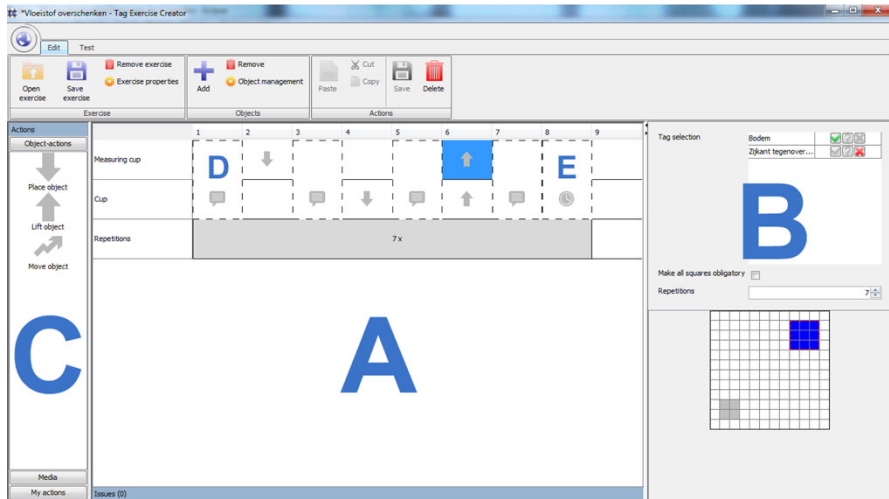 *Vloeistof overschenken - Tag Exercise Creator
Edit Test
Open exercise
Save exercise
Remove exercise
Exercise properties
Exercise
Add
Remove
Object management
Objects
Paste
Cut
Copy
Save
Delete
Actions
Actions
Object-actions
Place object
Lift object
Move object
C
Media
My actions
1 2 3 4 5 6 7 8 9
Measuring cup
D
E
Cup
Repetitions
7 x
A
Issues (0)
Tag selection
Bodem
Zijkant tegenover...
B
Make all squares obligatory
Repetitions
7